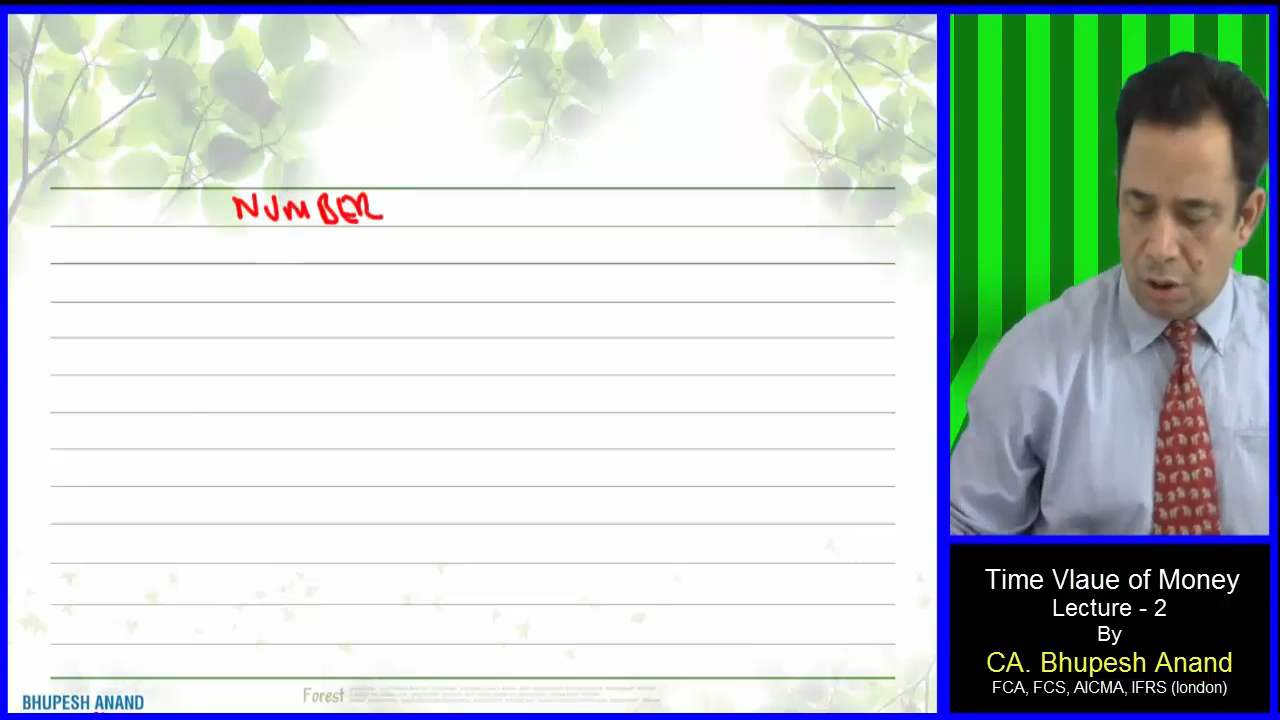 NUMBER
BHUPESH ANAND
Forest
Time Vlaue of Money
Lecture - 2
By
CA. Bhupesh Anand
FCA, FCS, AICMA, IFRS (london)